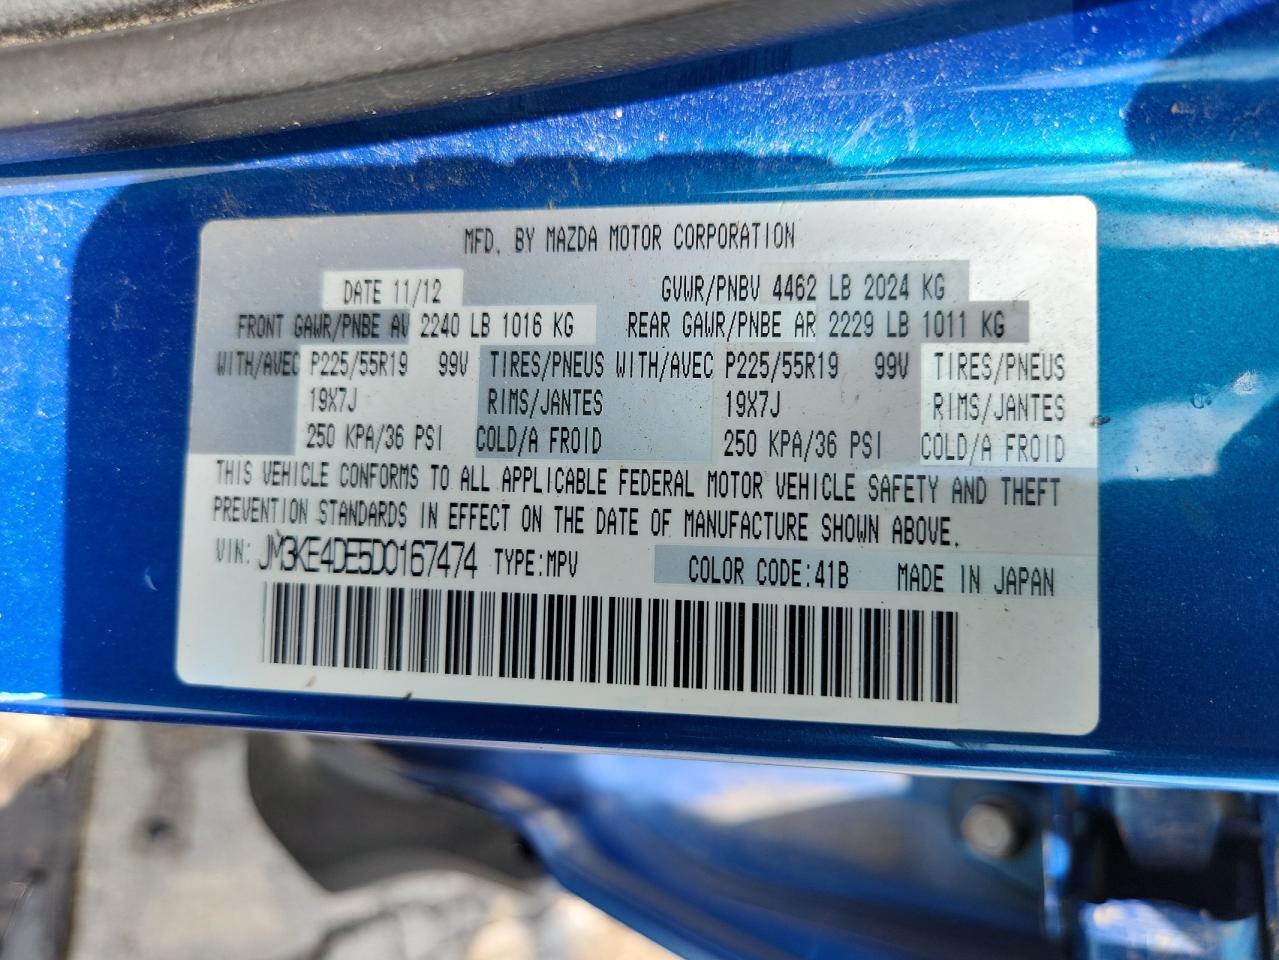 MFD. BY MAZDA MOTOR CORPORATION
DATE 11/12 GVWR/PNBV 4462 LB 2024 KG
FRONT GAWR/PNBE AV 2240 LB 1016 KG REAR GAWR/PNBE AR 2229 LB 1011 KG
WITH/AVEC P225/55R19 99V TIRES/PNEUS WITH/AVEC P225/55R19 99V TIRES/PNEUS
19X7J RIMS/JANTES 19X7J RIMS/JANTES
250 KPA/36 PSI COLD/A FROID 250 KPA/36 PSI COLD/A FROID
THIS VEHICLE CONFORMS TO ALL APPLICABLE FEDERAL MOTOR VEHICLE SAFETY AND THEFT
PREVENTION STANDARDS IN EFFECT ON THE DATE OF MANUFACTURE SHOWN ABOVE.
VIN: JM3KE4DE5D0167474 TYPE:MPV COLOR CODE:41B MADE IN JAPAN